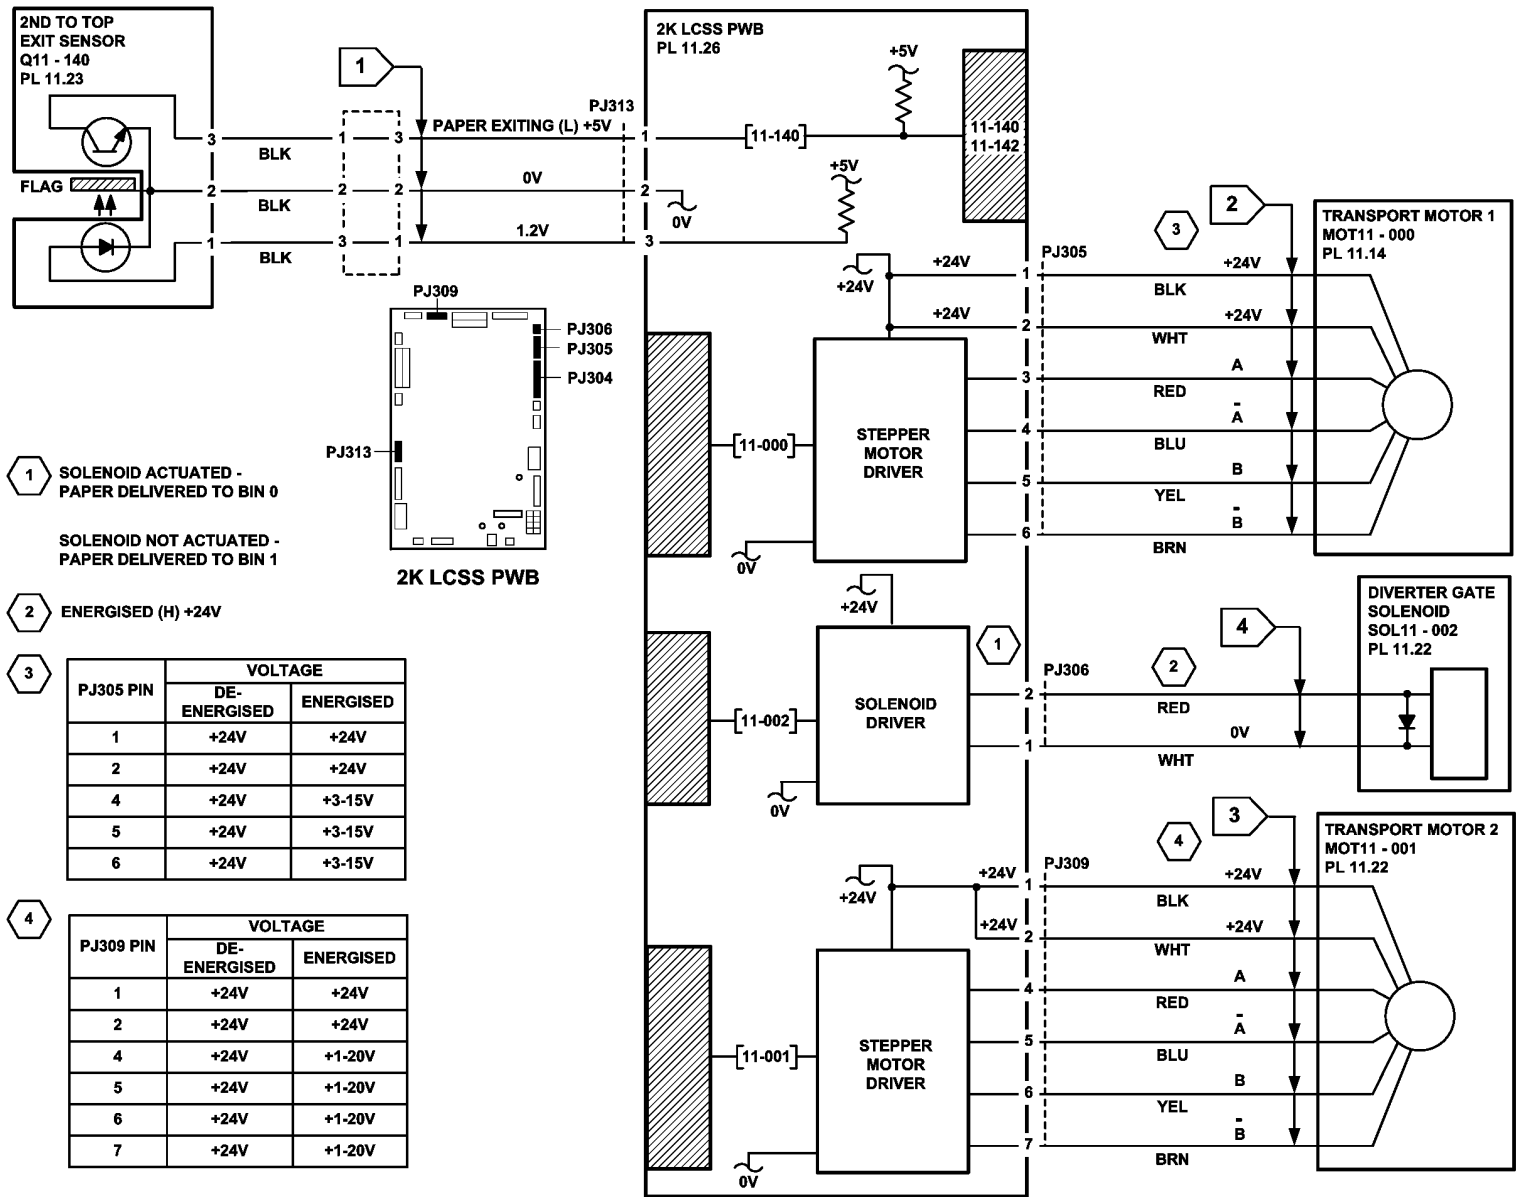 2ND TO TOP
EXIT SENSOR
Q11 - 140
PL 11.23
FLAG
3
2
1
BLK
BLK
BLK
1
2
3
3
2
1
1
PAPER EXITING (L) +5V
0V
1.2V
PJ313
1
2
3
2K LCSS PWB
PL 11.26
+5V
[11-140]
11-140
11-142
+5V
0V
PJ309
PJ306
PJ305
PJ304
PJ313
2K LCSS PWB
1
SOLENOID ACTUATED -
PAPER DELIVERED TO BIN 0
SOLENOID NOT ACTUATED -
PAPER DELIVERED TO BIN 1
2
ENERGISED (H) +24V
3
PJ305 PIN VOLTAGE
DE-
ENERGISED ENERGISED
1 +24V +24V
2 +24V +24V
4 +24V +3-15V
5 +24V +3-15V
6 +24V +3-15V
4
PJ309 PIN VOLTAGE
DE-
ENERGISED ENERGISED
1 +24V +24V
2 +24V +24V
4 +24V +1-20V
5 +24V +1-20V
6 +24V +1-20V
7 +24V +1-20V
+24V
[11-000]
STEPPER
MOTOR
DRIVER
0V
+24V
+24V
1
2
3
4
5
6
PJ305
3
2
+24V
BLK
+24V
WHT
A
RED
-
A
BLU
B
YEL
-
B
BRN
TRANSPORT MOTOR 1
MOT11 - 000
PL 11.14
+24V
[11-002]
SOLENOID
DRIVER
0V
1
2
1
PJ306
2
4
RED
0V
WHT
DIVERTER GATE
SOLENOID
SOL11 - 002
PL 11.22
+24V
[11-001]
STEPPER
MOTOR
DRIVER
0V
+24V
+24V
1
2
4
5
6
7
PJ309
4
3
+24V
BLK
+24V
WHT
A
RED
-
A
BLU
B
YEL
-
B
BRN
TRANSPORT MOTOR 2
MOT11 - 001
PL 11.22